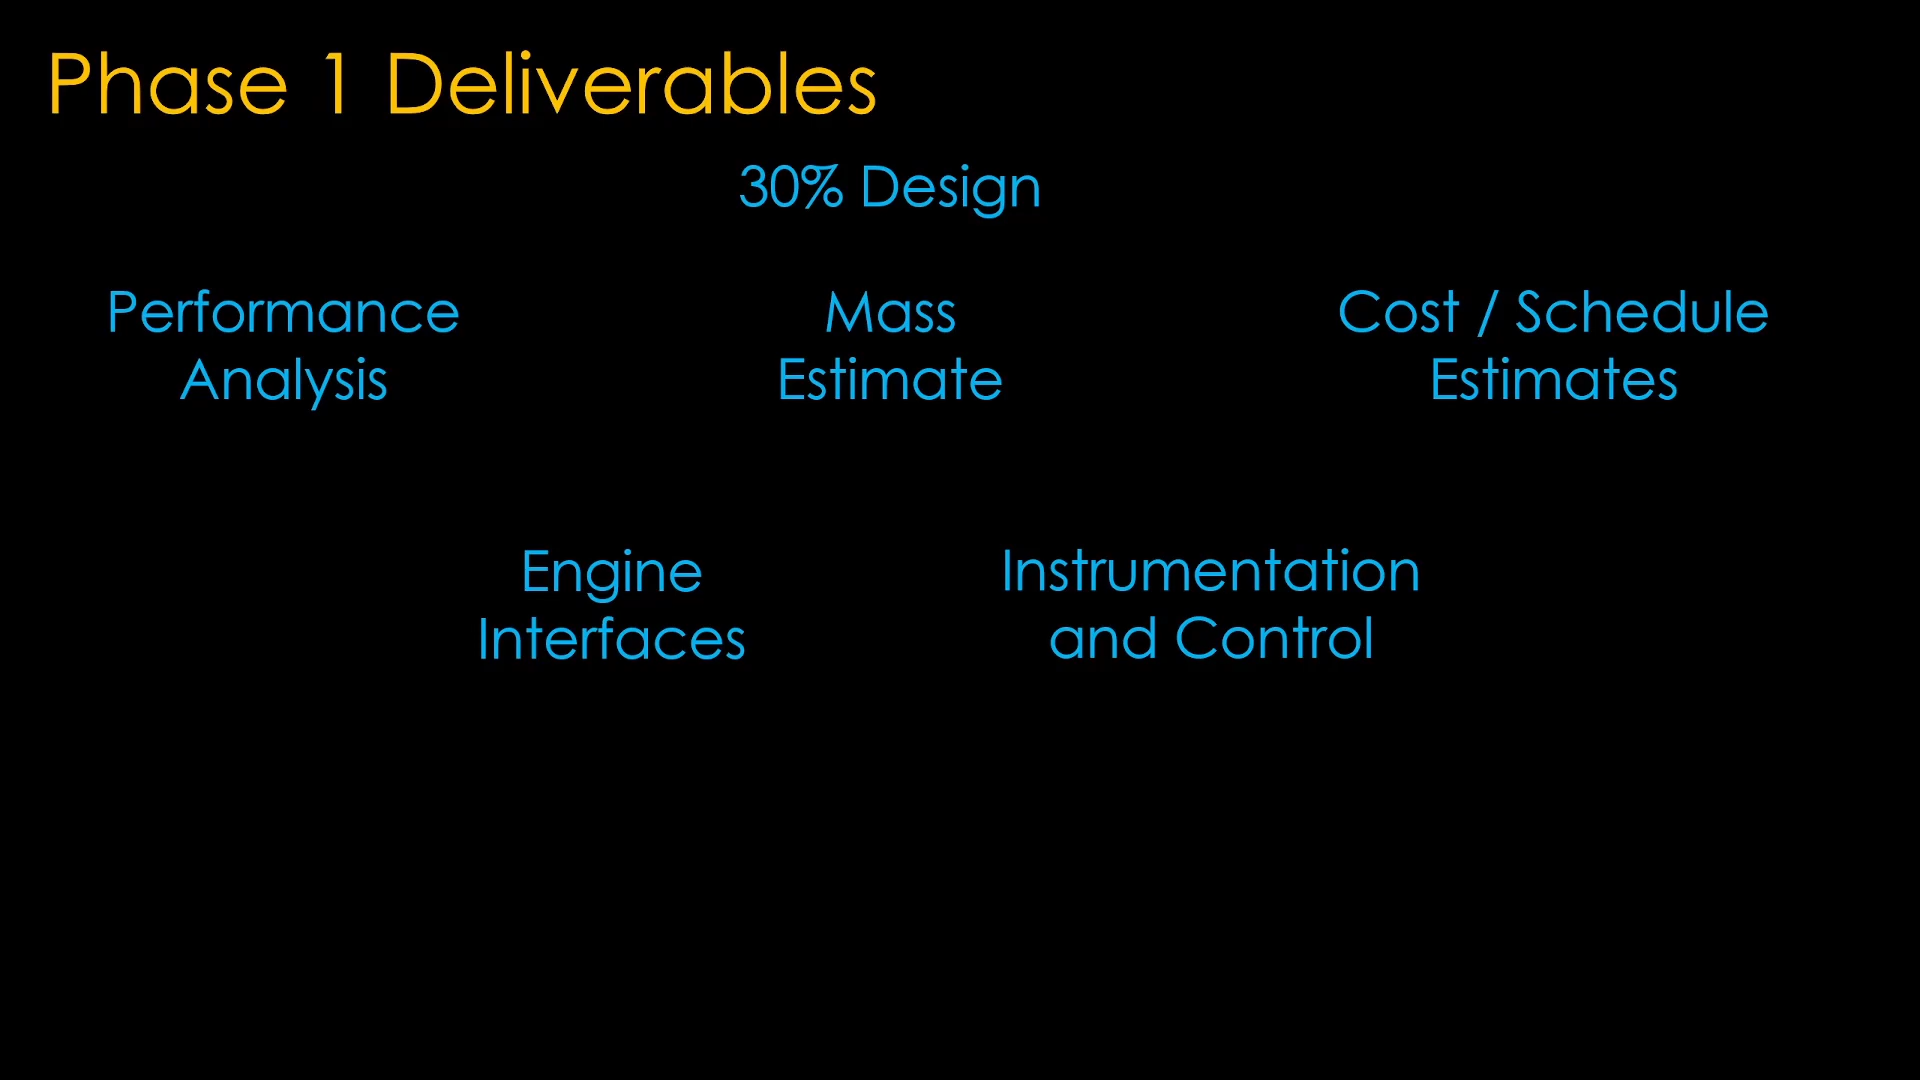 Phase 1 Deliverables
30% Design
Performance
Analysis
Mass
Estimate
Cost / Schedule
Estimates
Engine
Interfaces
Instrumentation
and Control